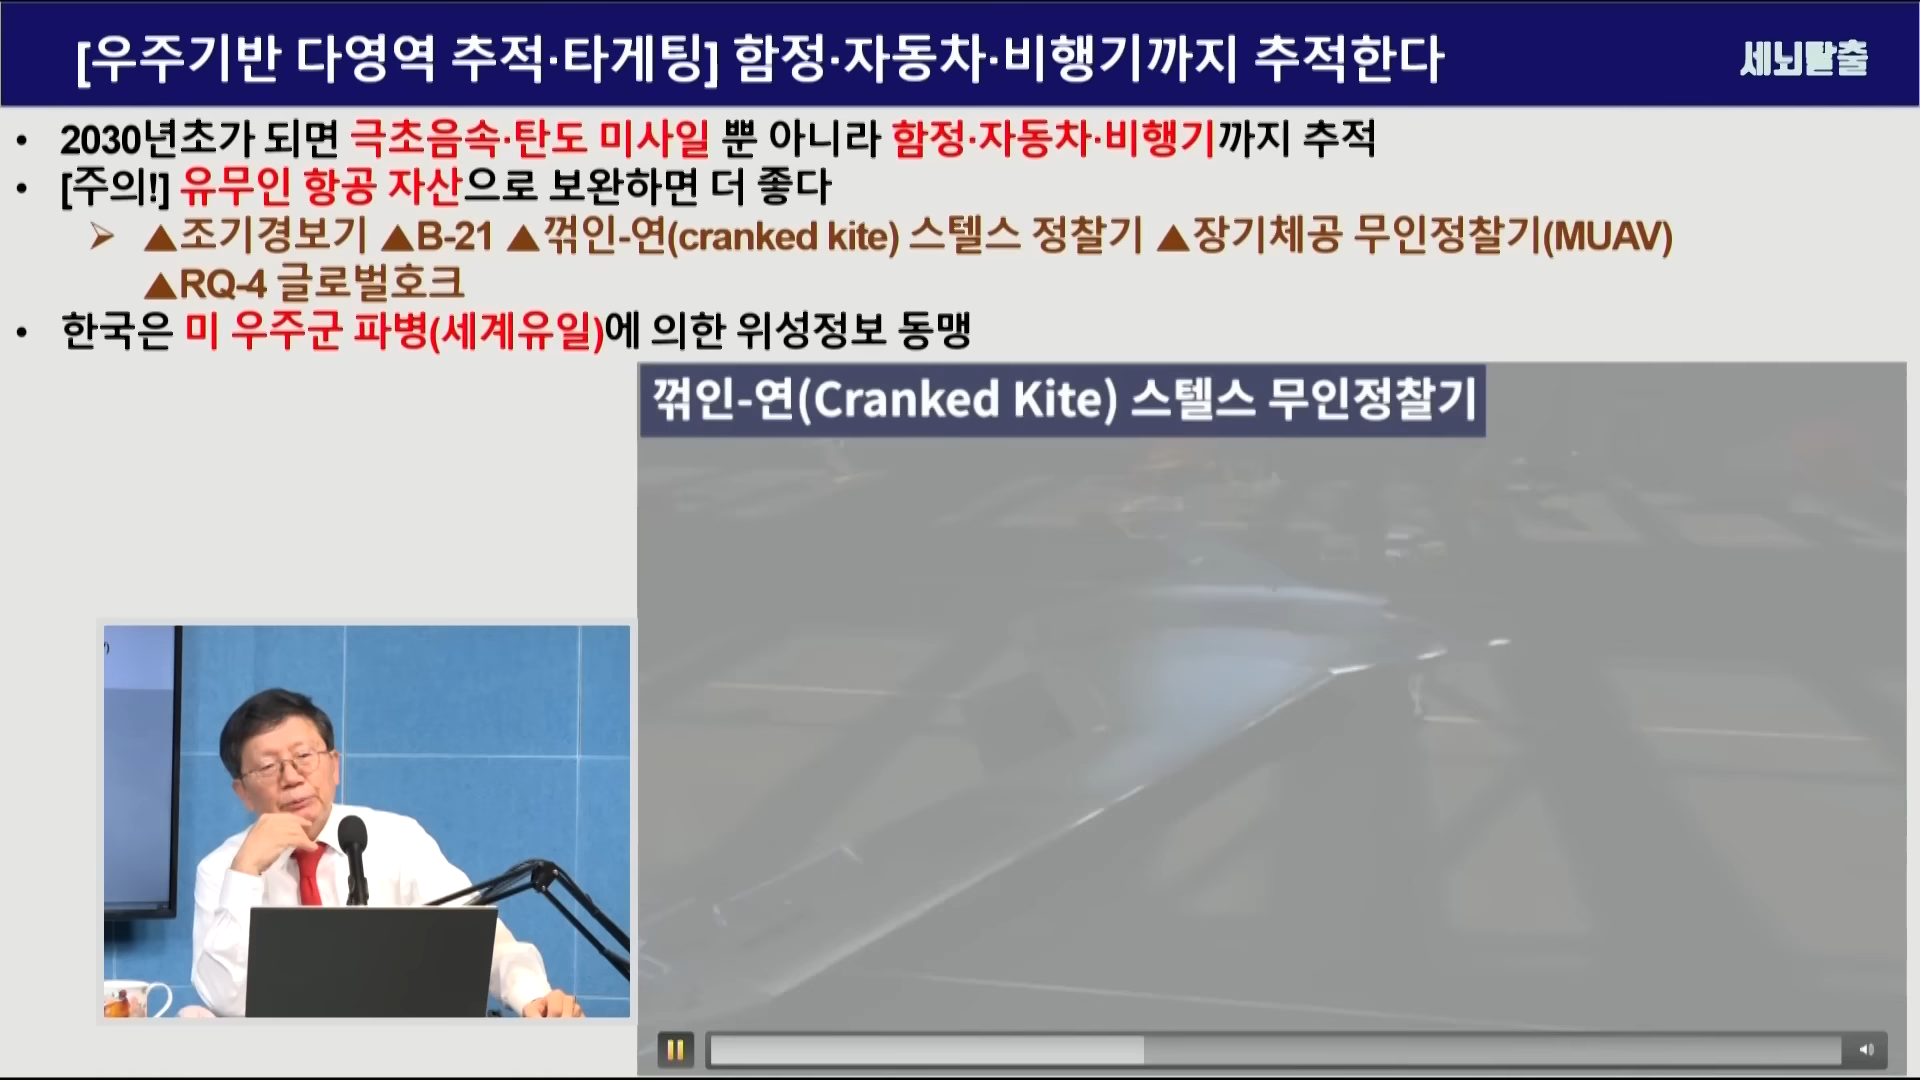 [우주기반 다영역 추적·타게팅] 함정·자동차·비행기까지 추적한다
세뇌탈출
• 2030년초가 되면 극초음속·탄도 미사일 뿐 아니라 함정·자동차·비행기까지 추적
• [주의!] 유무인 항공 자산으로 보완하면 더 좋다
➢ ▲조기경보기 ▲B-21 ▲꺾인-연(cranked kite) 스텔스 정찰기 ▲장기체공 무인정찰기(MUAV)
▲RQ-4 글로벌호크
• 한국은 미 우주군 파병(세계유일)에 의한 위성정보 동맹
꺾인-연(Cranked Kite) 스텔스 무인정찰기